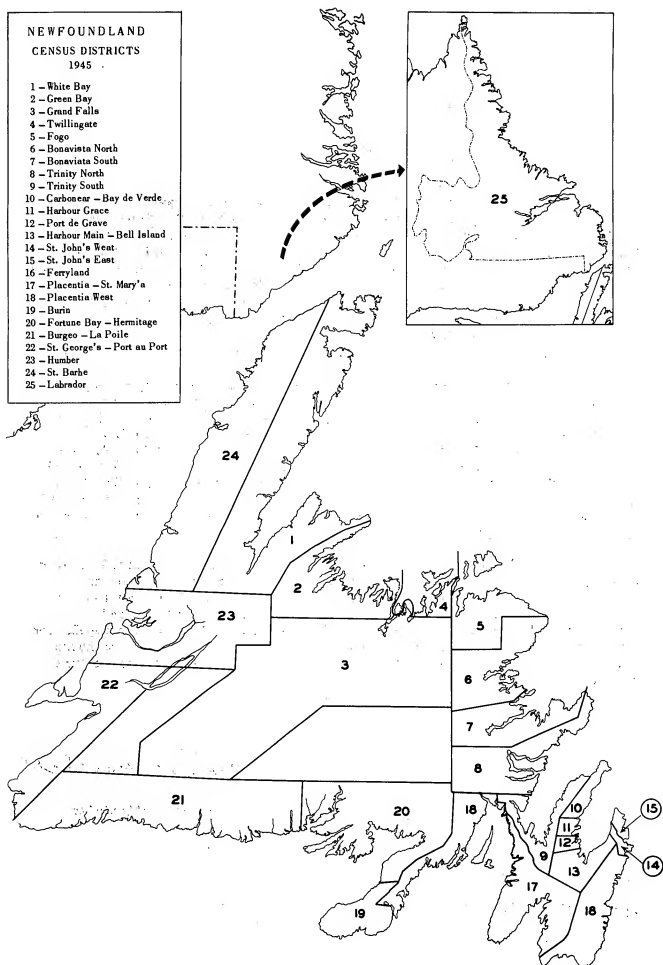 NEWFOUNDLAND
CENSUS DISTRICTS
1945
1 – White Bay
2 – Green Bay
3 – Grand Falls
4 – Twillingate
5 – Fogo
6 – Bonavista North
7 – Bonaviata South
8 – Trinity North
9 – Trinity South
10 – Carbonear – Bay de Verde
11 – Harbour Grace
12 – Port de Grave
13 – Harbour Main – Bell Island
14 – St. John's Weat
15 – St. John's East
16 – Ferryland
17 – Placentia – St. Mary'a
18 – Placentia West
19 – Burin
20 – Fortune Bay – Hermitage
21 – Burgeo – La Poile
22 – St. George's – Port au Port
23 – Humber
24 – St. Barhe
25 – Labrador
25
24
1
2
4
23
5
3
6
22
7
8
10
15
21
20
18
11
12
9
13
14
17
18
19